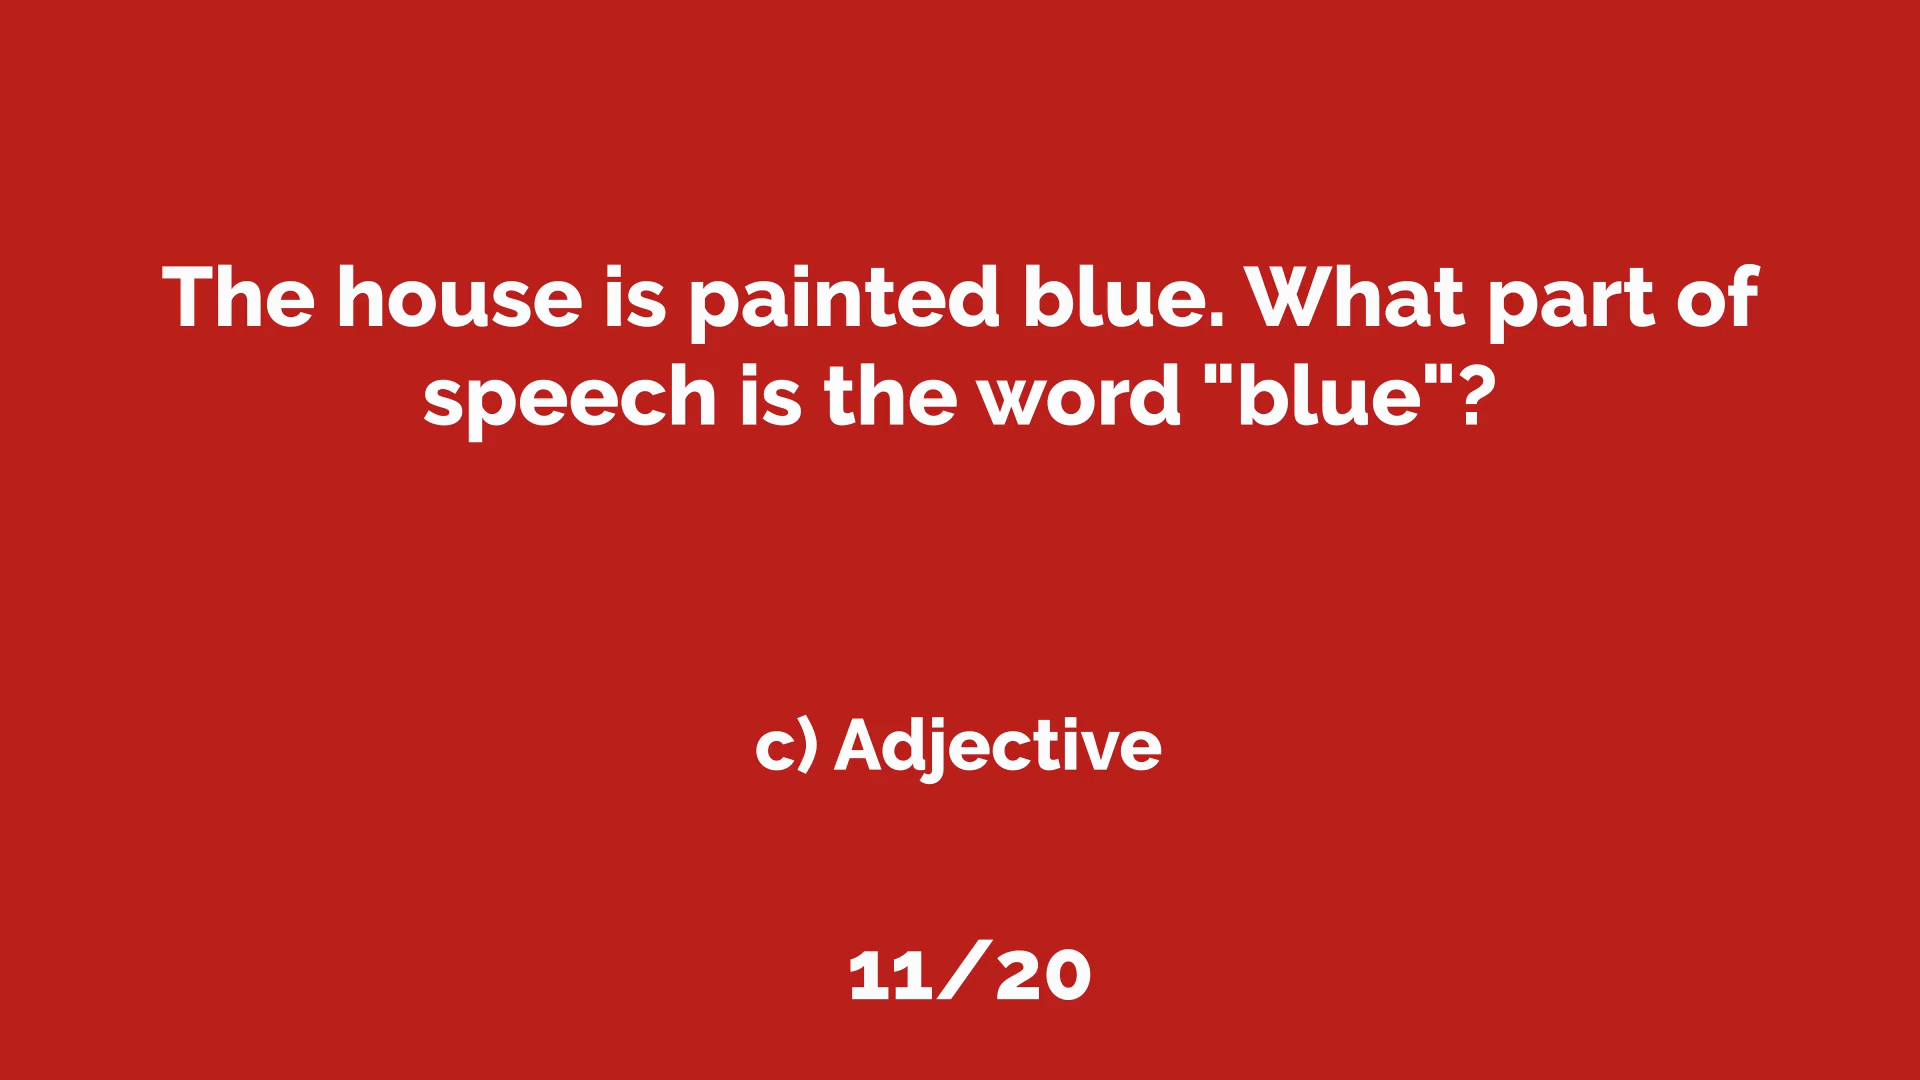 The house is painted blue. What part of
speech is the word "blue"?
c) Adjective
11/20